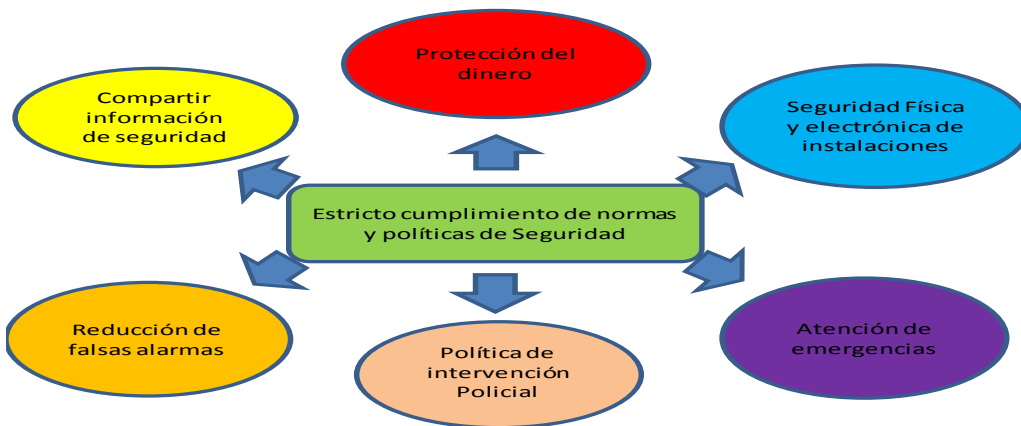 Protección del
dinero
Compartir
información
de seguridad
Seguridad Física
y electrónica de
instalaciones
Estricto cumplimiento de normas
y políticas de Seguridad
Reducción de
falsas alarmas
Política de
intervención
Policial
Atención de
emergencias